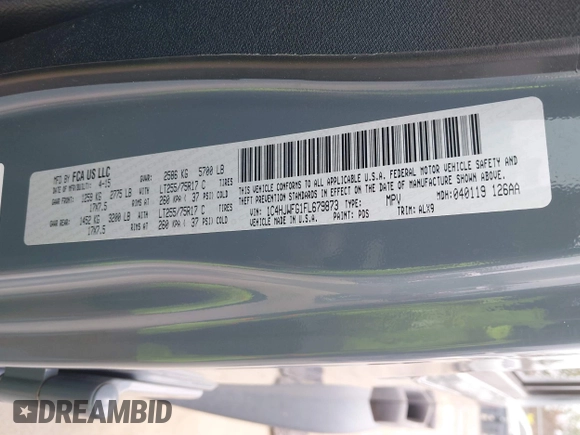 MFD BY FCA US LLC
DATE OF MFR/BUILT: 4-15
GVWR: 2586 KG 5700 LB
GAWR FRONT: 1259 KG 2775 LB WITH LT255/75R17 C TIRES
17X7.5 RIMS AT 260 KPA ( 37 PSI) COLD
GAWR REAR: 1452 KG 3200 LB WITH LT255/75R17 C TIRES
17X7.5 RIMS AT 260 KPA ( 37 PSI) COLD
THIS VEHICLE CONFORMS TO ALL APPLICABLE U.S.A. FEDERAL MOTOR VEHICLE SAFETY AND
THEFT PREVENTION STANDARDS IN EFFECT ON THE DATE OF MANUFACTURE SHOWN ABOVE.
VEHICLE MADE IN U.S.A. VIN: 1C4HJWFG1FL679873 TYPE: MPV MDH: 040119 126AA
PAINT: PDS TRIM: ALX9
DREAMBID